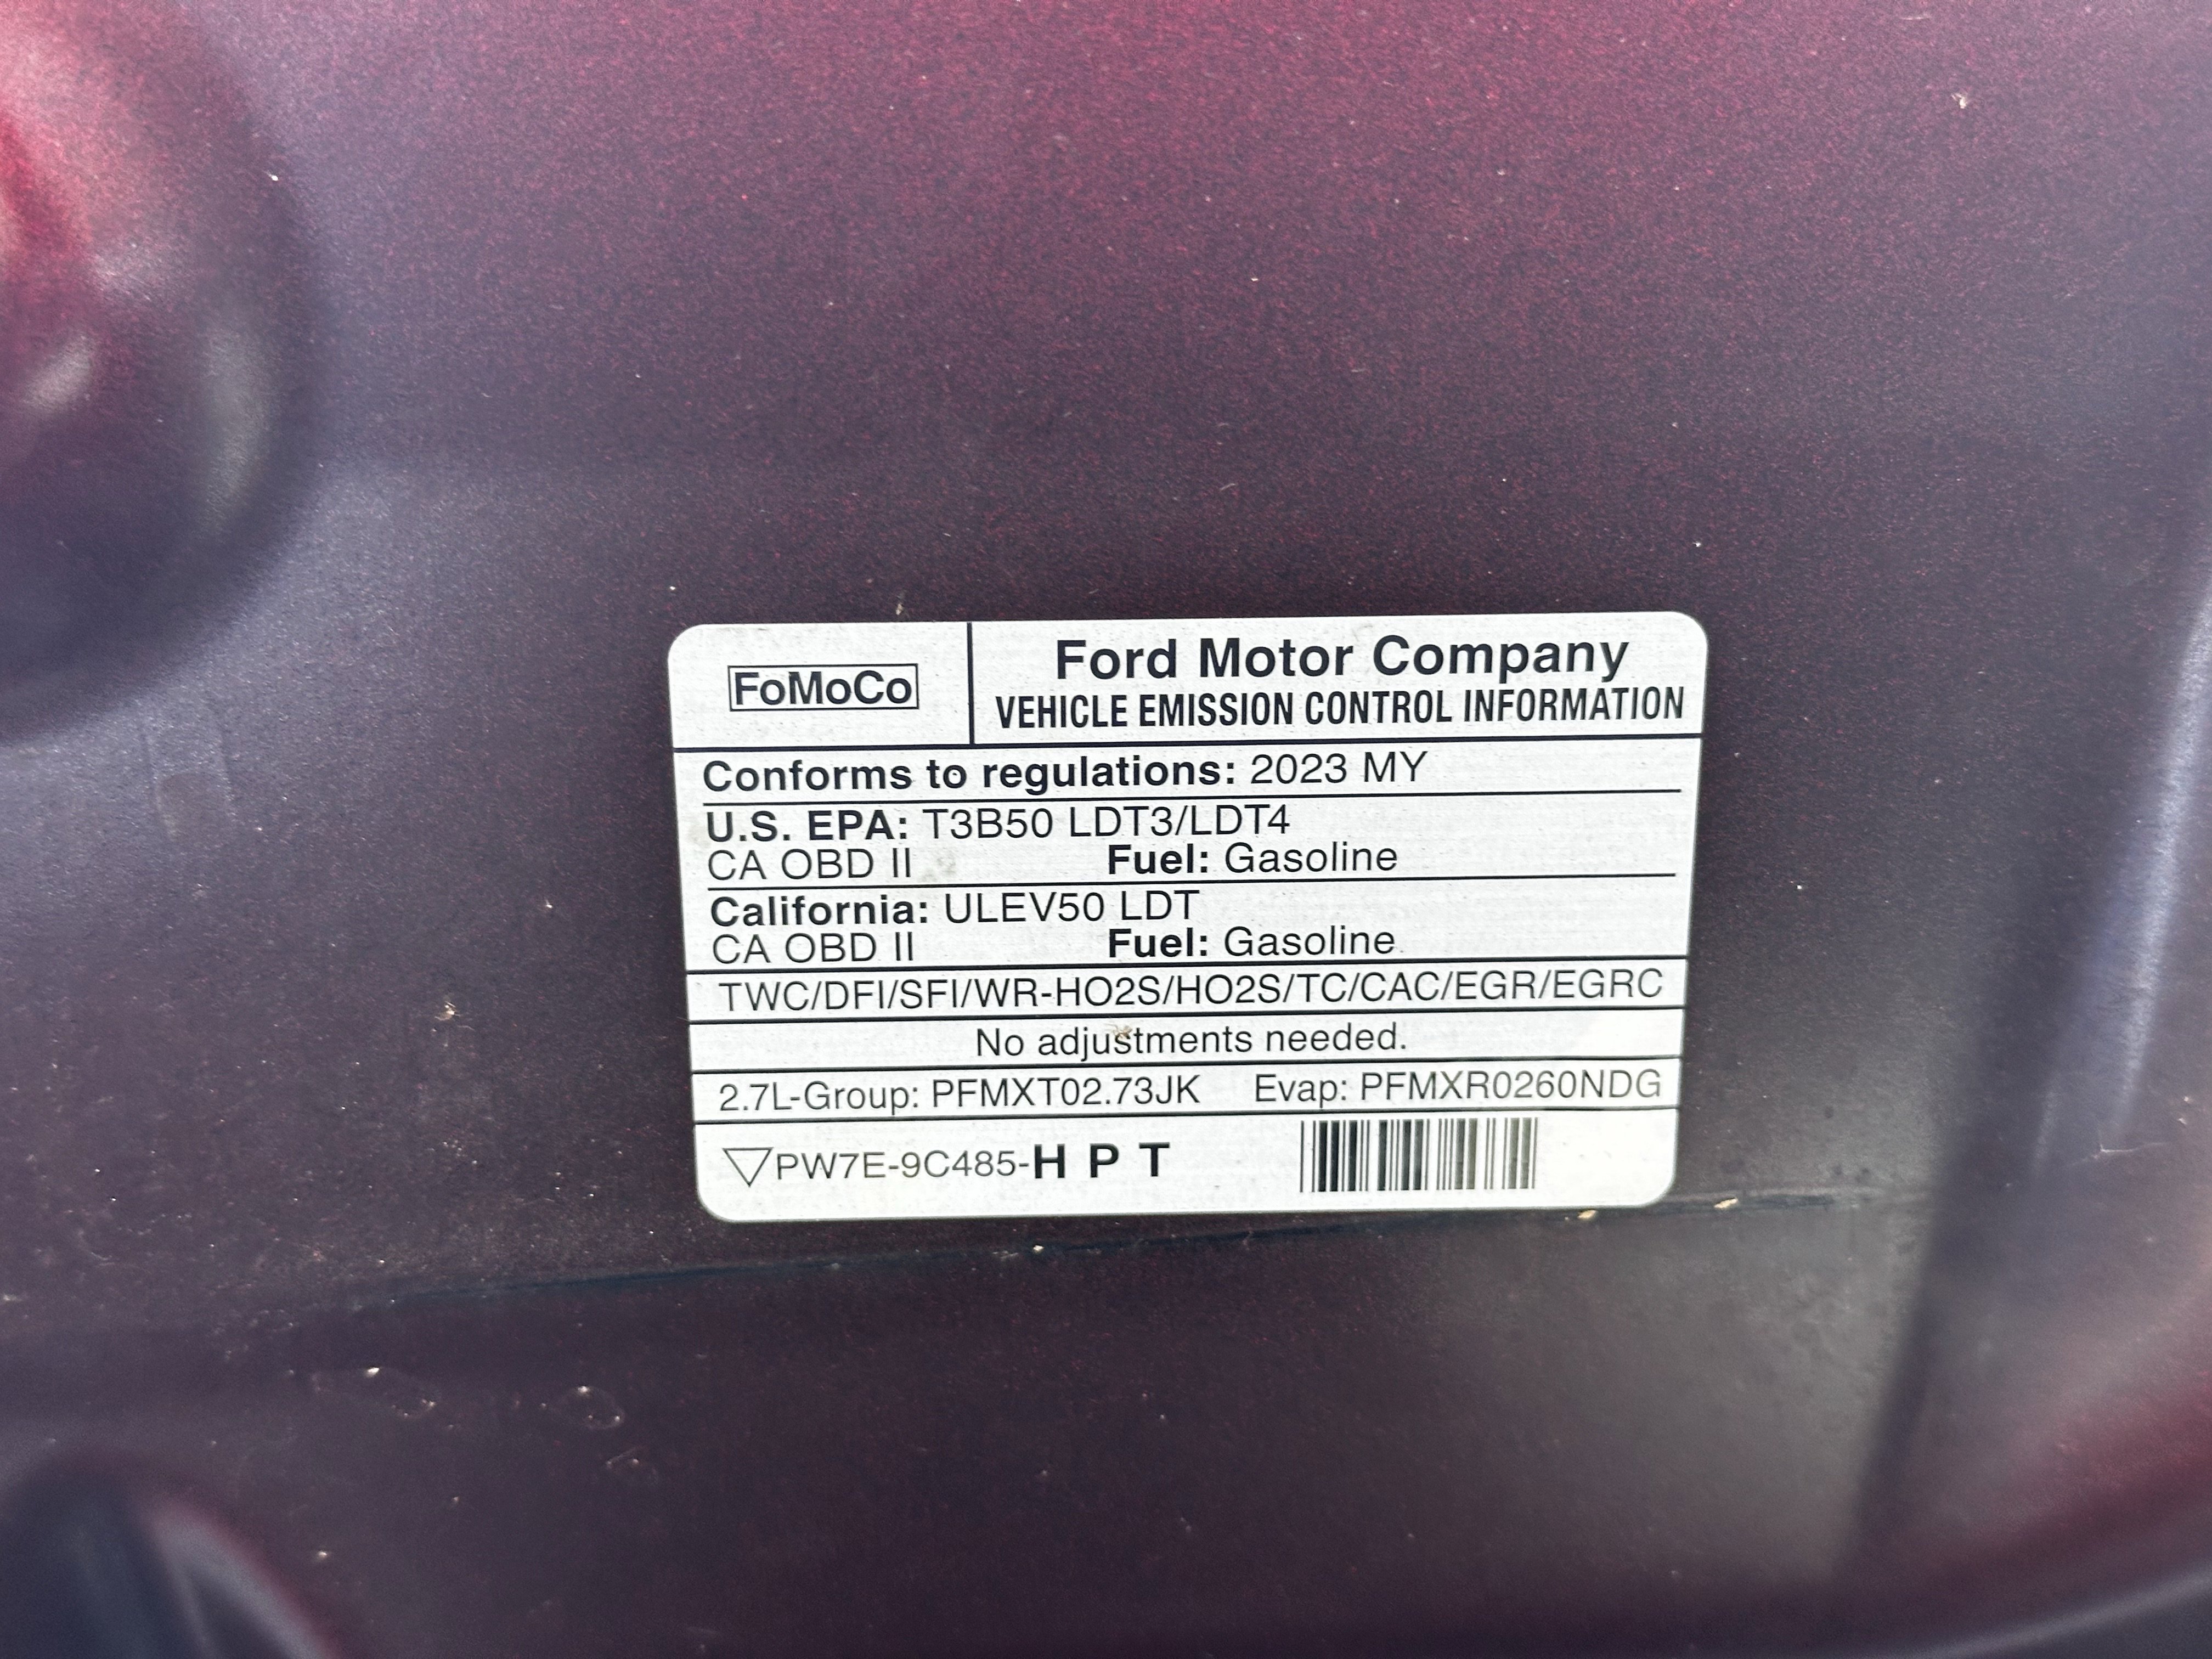 FoMoCo
Ford Motor Company
VEHICLE EMISSION CONTROL INFORMATION
Conforms to regulations: 2023 MY
U.S. EPA: T3B50 LDT3/LDT4
CA OBD II Fuel: Gasoline
California: ULEV50 LDT
CA OBD II Fuel: Gasoline
TWC/DFI/SFI/WR-HO2S/HO2S/TC/CAC/EGR/EGRC
No adjustments needed.
2.7L-Group: PFMXT02.73JK Evap: PFMXR0260NDG
PW7E-9C485-H P T